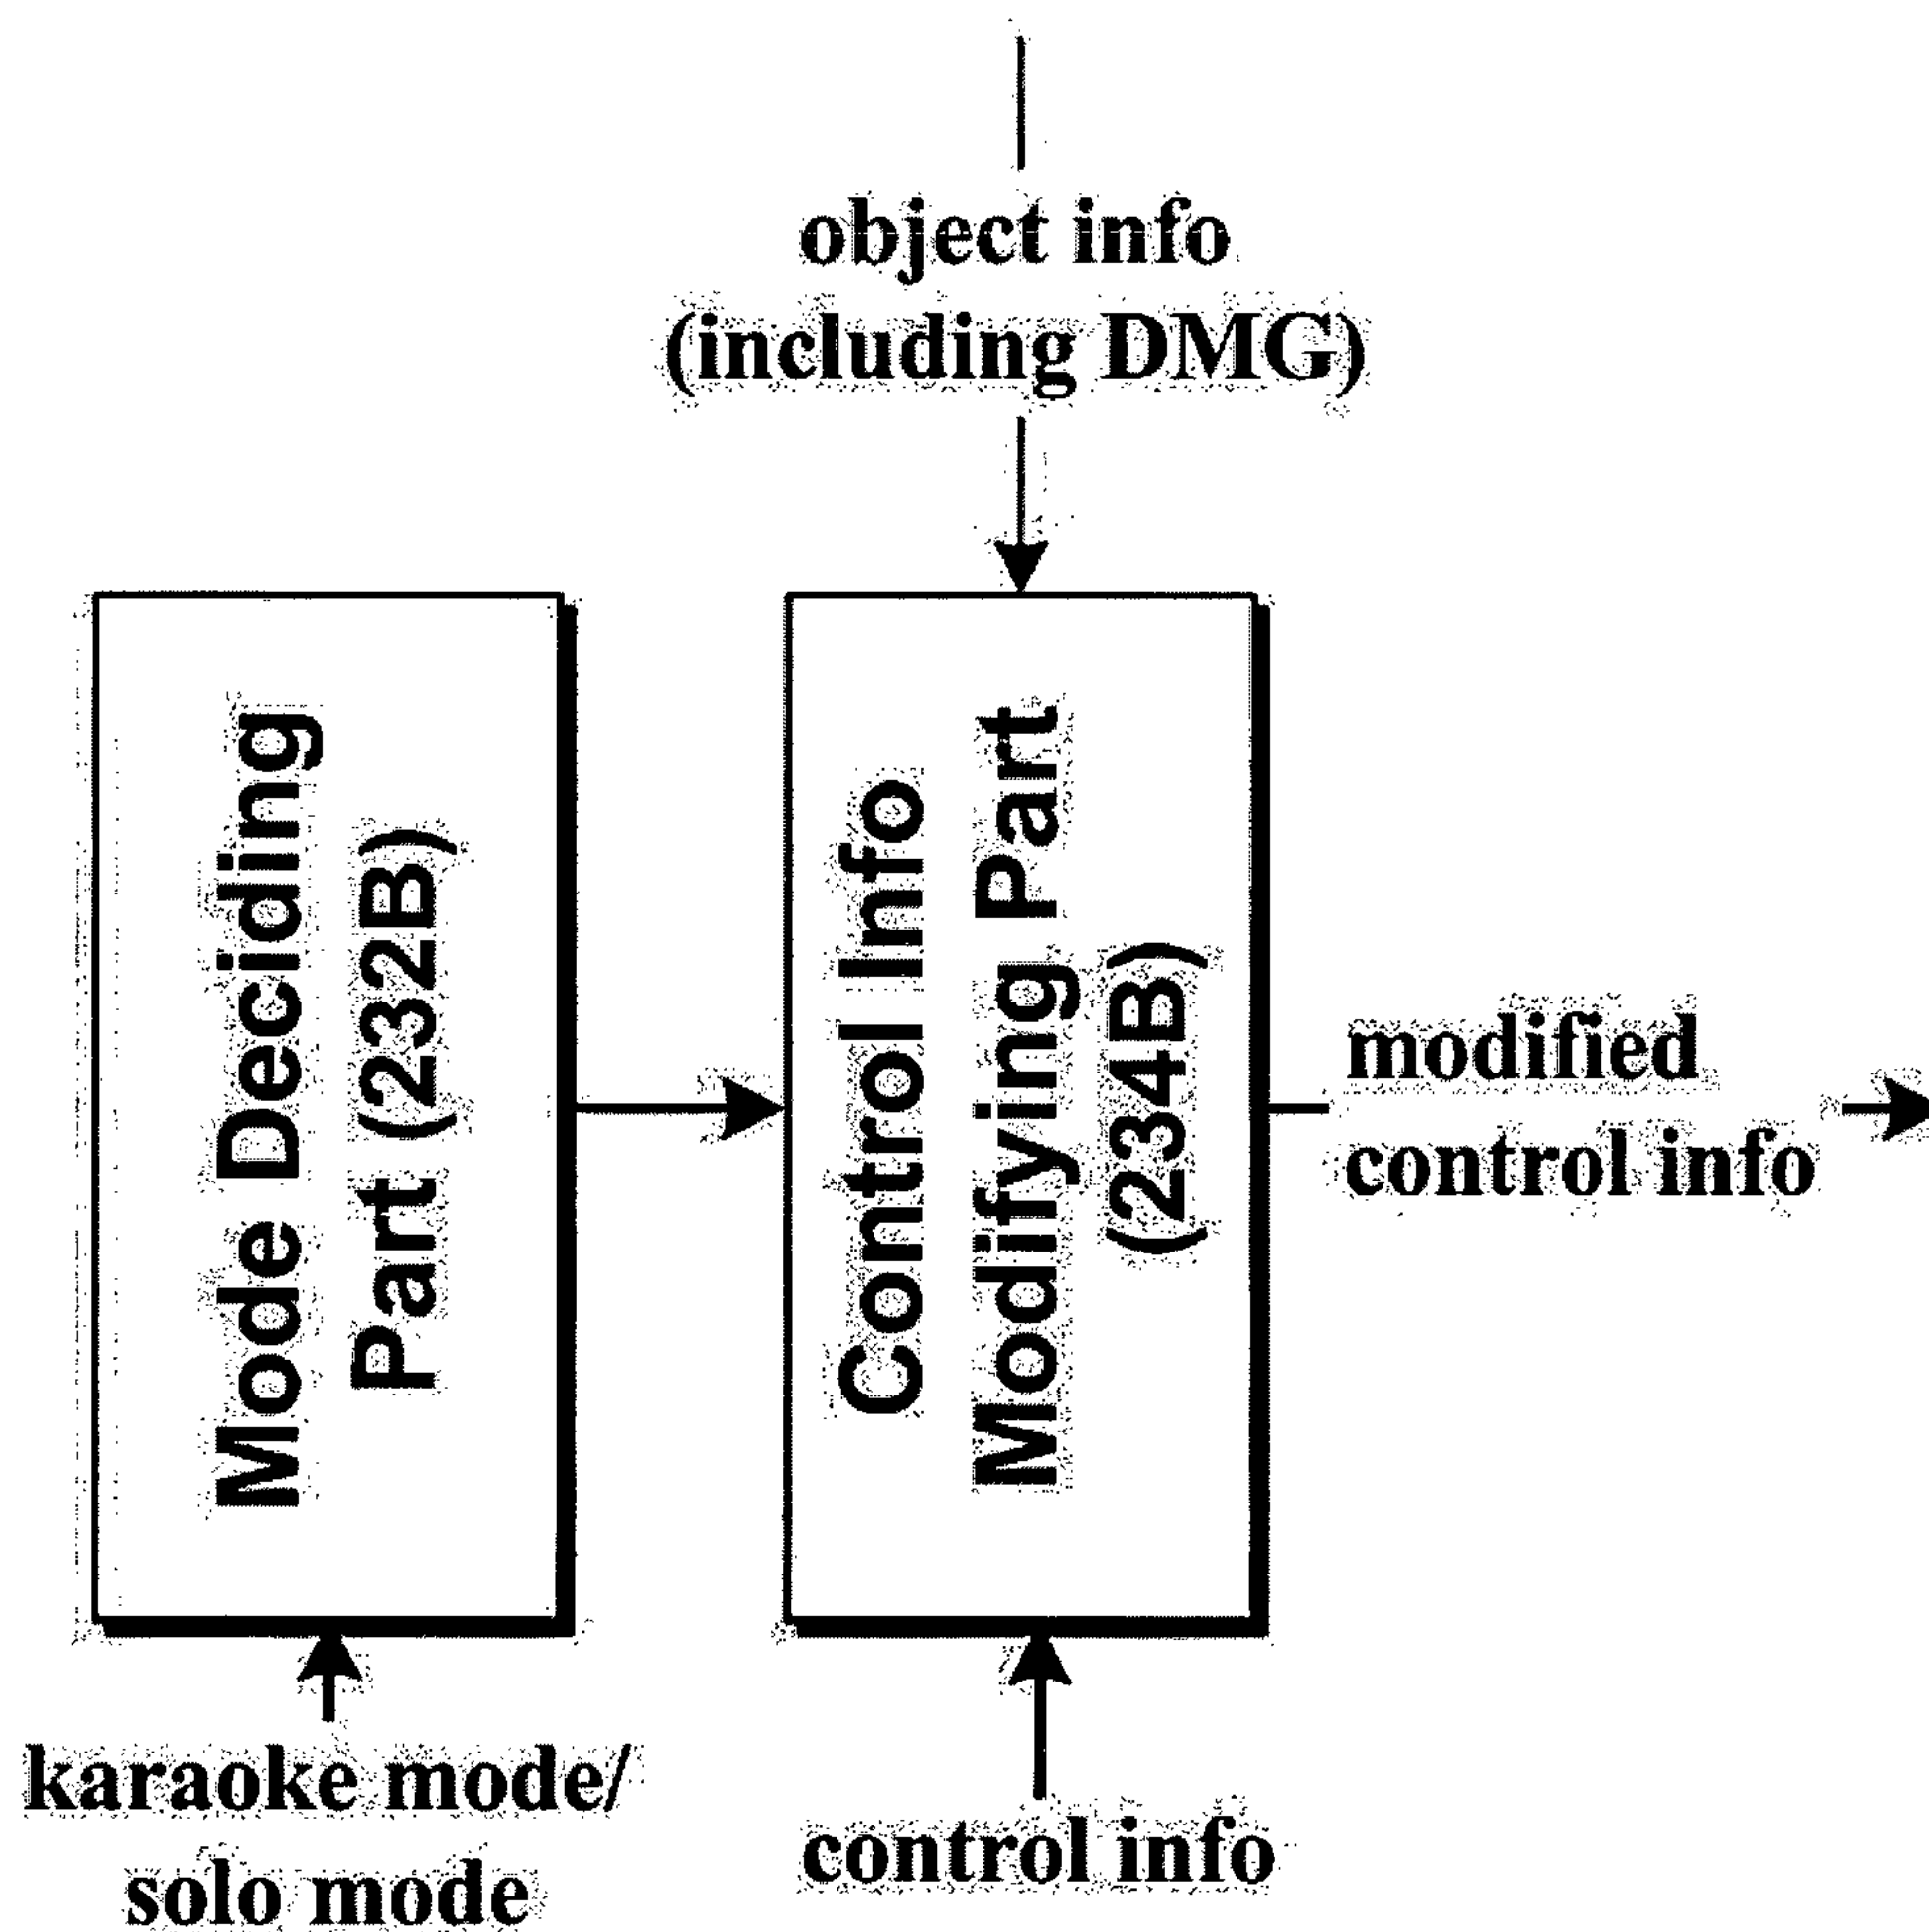 object info
(including DMG)
Mode Deciding
Part (232B)
Control Info
Modifying Part
(234B)
modified
control info
karaoke mode/
solo mode
control info